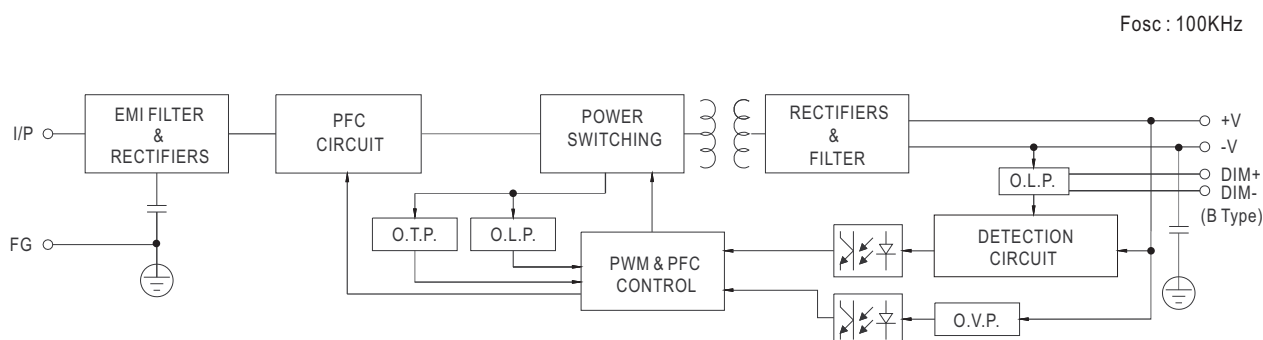 Fosc : 100KHz
I/P
EMI FILTER
&
RECTIFIERS
PFC
CIRCUIT
POWER
SWITCHING
RECTIFIERS
&
FILTER
+V
-V
O.L.P.
DIM+
DIM-
(B Type)
FG
O.T.P.
O.L.P.
PWM & PFC
CONTROL
DETECTION
CIRCUIT
O.V.P.